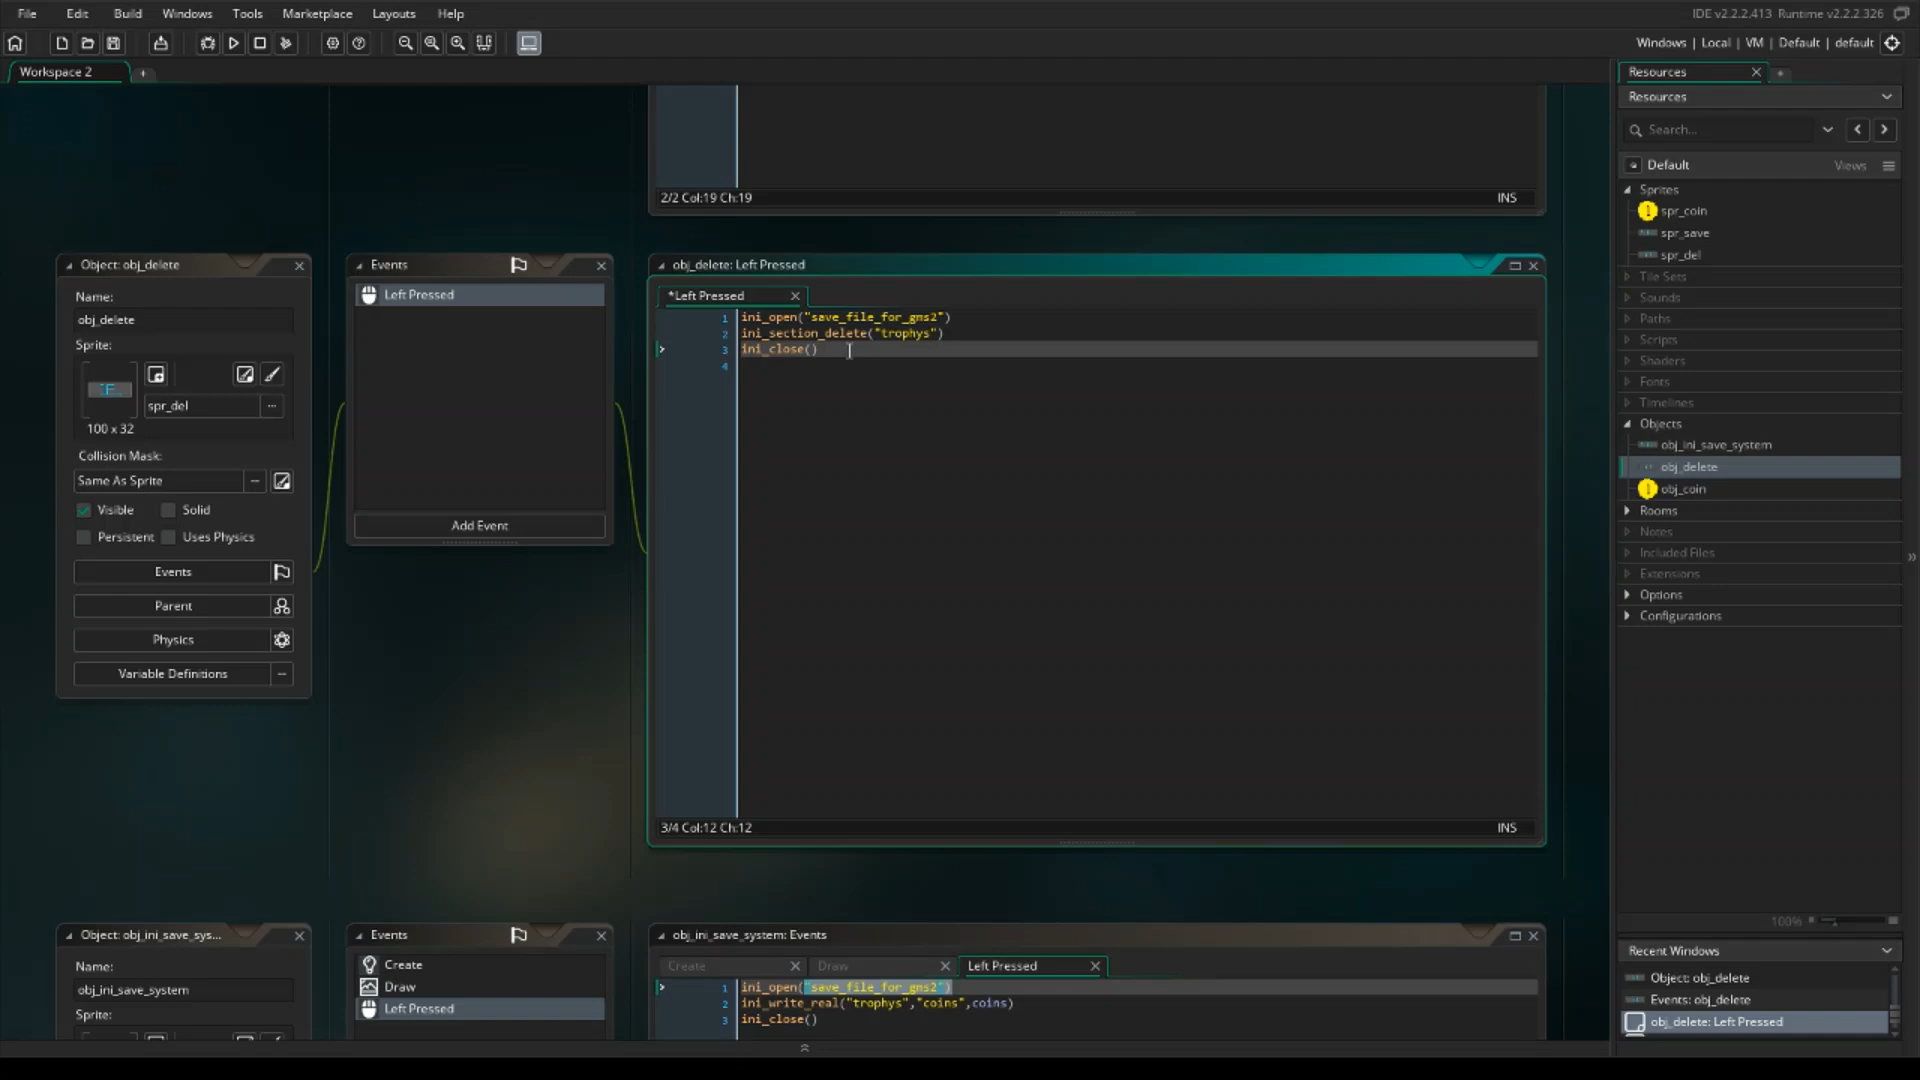 File Edit Build Windows Tools Marketplace Layouts Help
IDE v2.2.2.413 Runtime v2.2.2.326
Windows | Local | VM | Default | default
Workspace 2
2/2 Col:19 Ch:19
INS
Object: obj_delete
Name:
obj_delete
Sprite:
spr_del
100 x 32
Collision Mask:
Same As Sprite
Visible
Solid
Persistent
Uses Physics
Events
Parent
Physics
Variable Definitions
Events
Left Pressed
Add Event
obj_delete: Left Pressed
*Left Pressed
1 ini_open("save_file_for_gms2")
2 ini_section_delete("trophys")
3 ini_close()
4
3/4 Col:12 Ch:12
INS
Object: obj_ini_save_sys...
Name:
obj_ini_save_system
Sprite:
Events
Create
Draw
Left Pressed
obj_ini_save_system: Events
Create
Draw
Left Pressed
1 ini_open("save_file_for_gms2")
2 ini_write_real("trophys","coins",coins)
3 ini_close()
Resources
Resources
Search...
Default
Views
Sprites
spr_coin
spr_save
spr_del
Tile Sets
Sounds
Paths
Scripts
Shaders
Fonts
Timelines
Objects
obj_ini_save_system
obj_delete
obj_coin
Rooms
Notes
Included Files
Extensions
Options
Configurations
100%
Recent Windows
Object: obj_delete
Events: obj_delete
obj_delete: Left Pressed